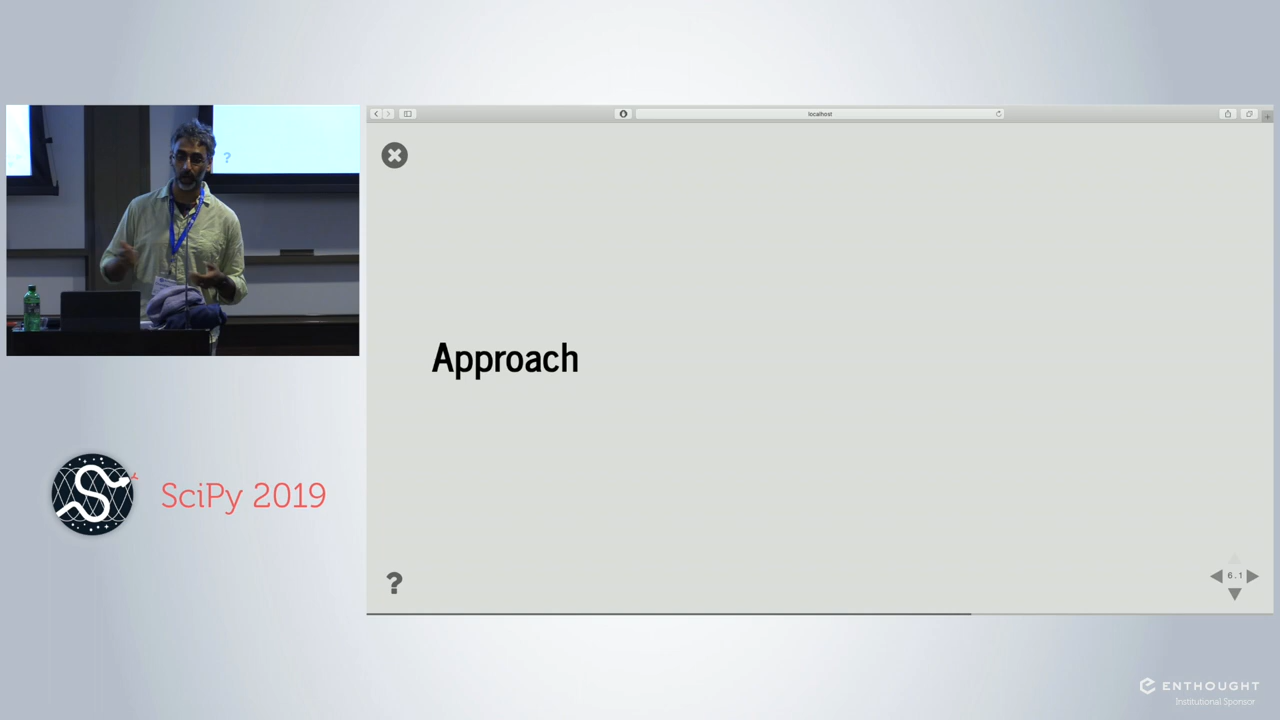 ?
localhost
Approach
SciPy 2019
?
6.1
ENTHOUGHT
Institutional Sponsor